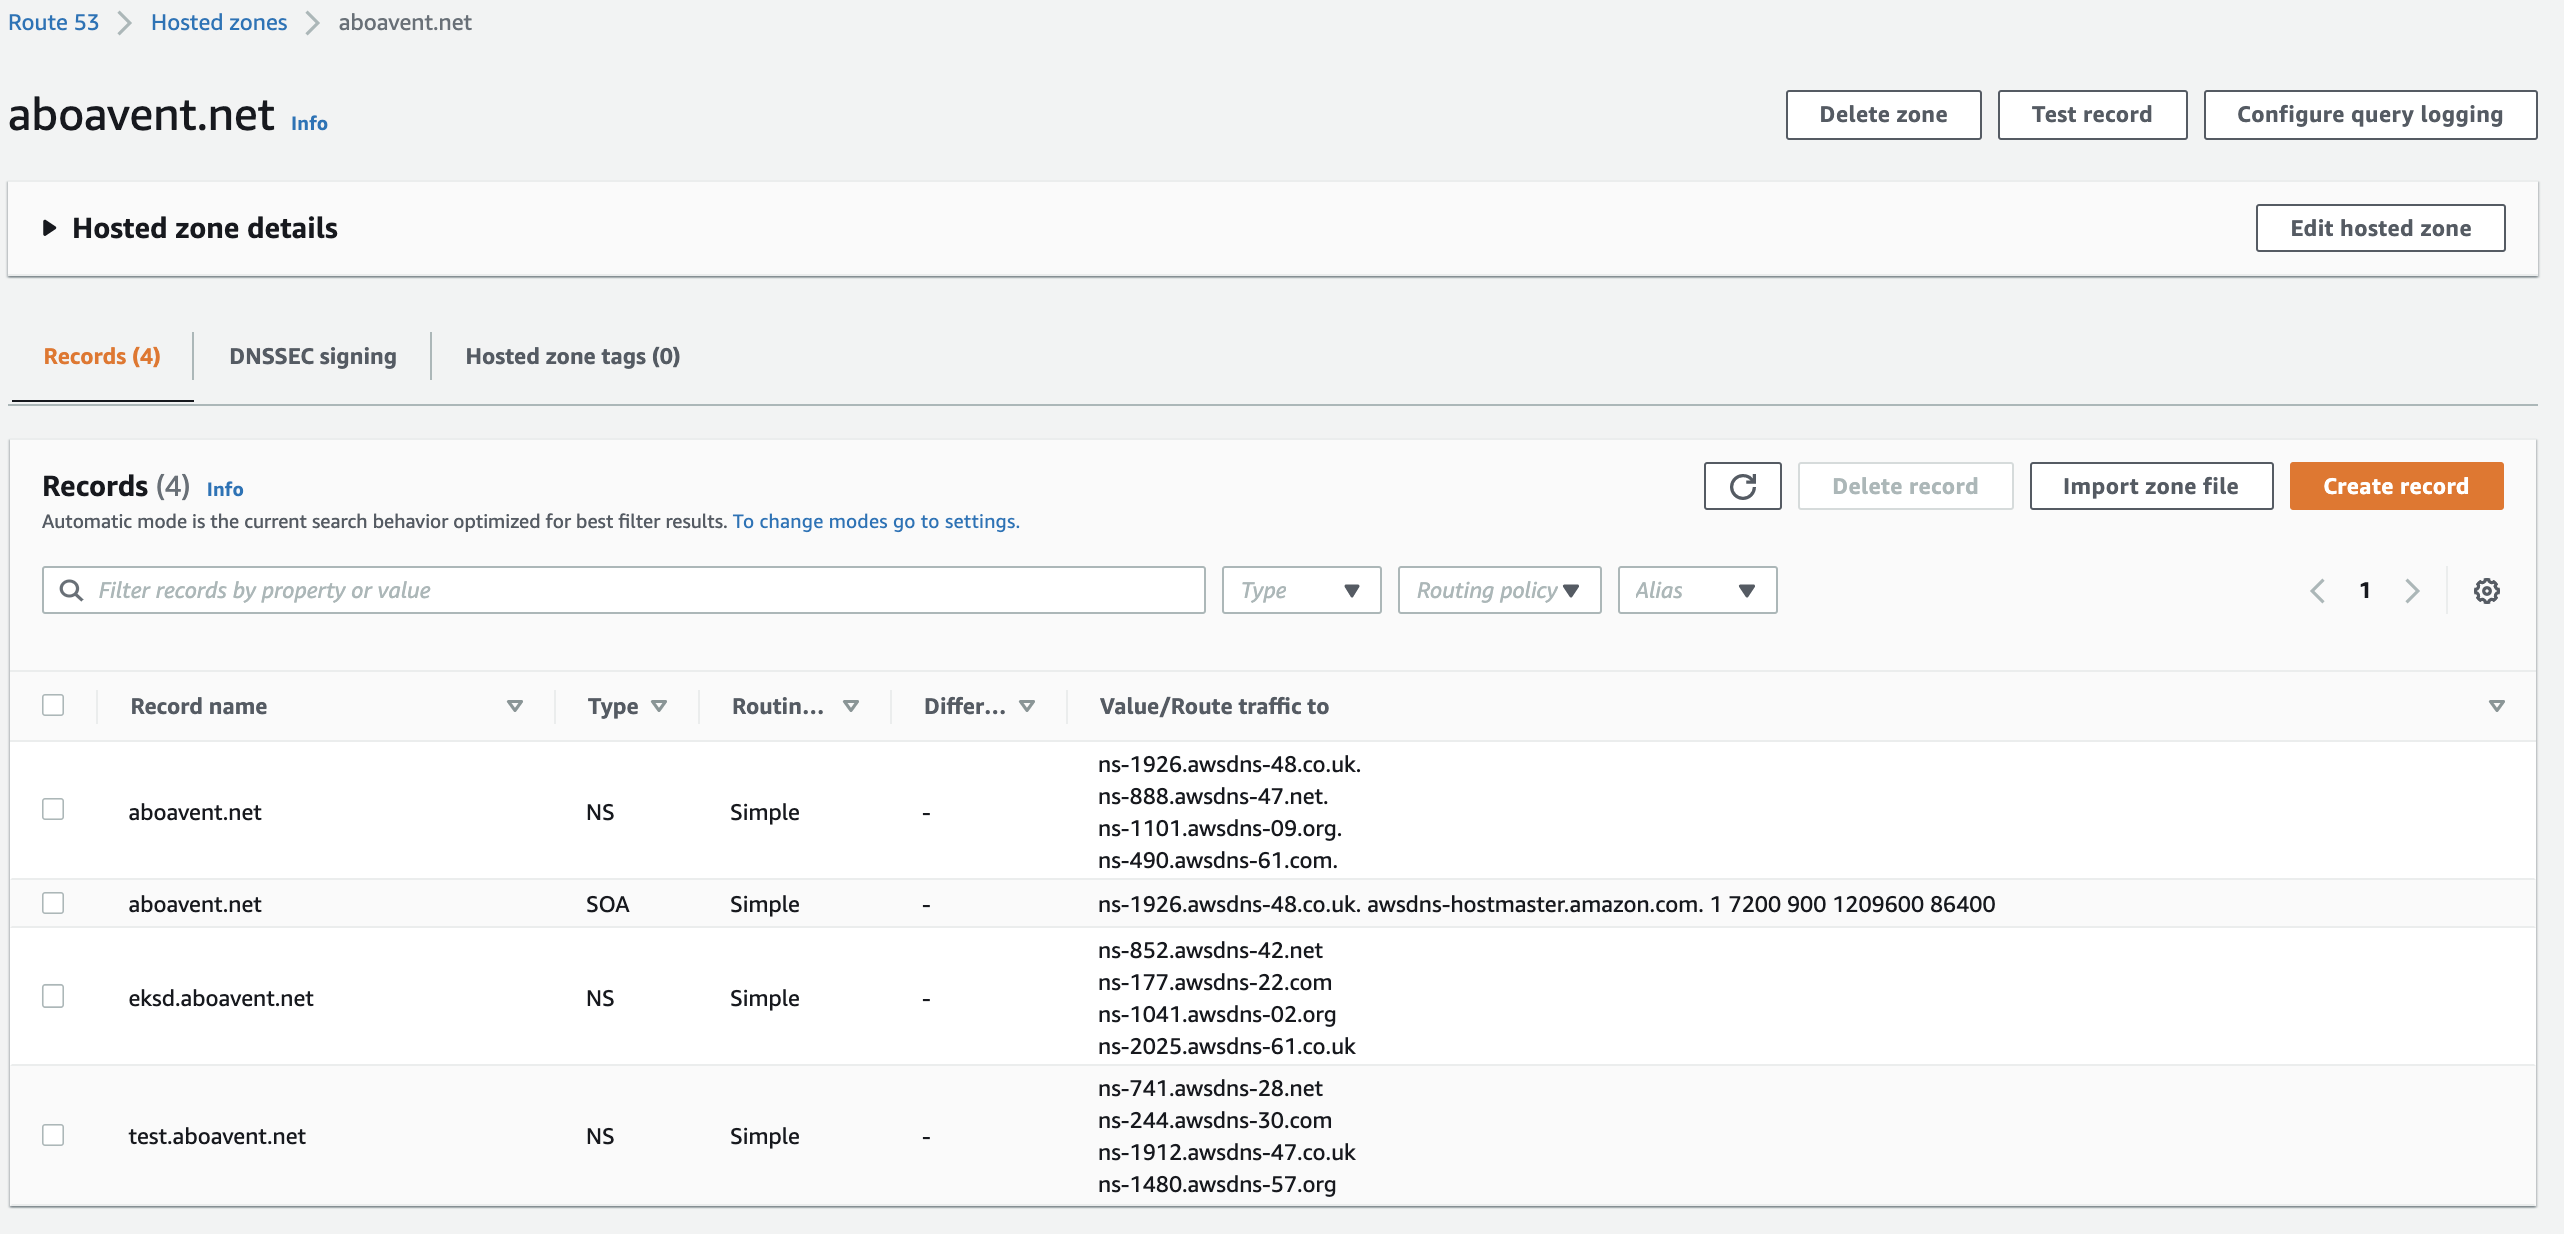 Route 53 Hosted zones aboavent.net
aboavent.net Info
Delete zone Test record Configure query logging
Hosted zone details Edit hosted zone
Records (4) DNSSEC signing Hosted zone tags (0)
Records (4) Info
Delete record Import zone file Create record
Automatic mode is the current search behavior optimized for best filter results. To change modes go to settings.
Filter records by property or value Type Routing policy Alias 1
Record name Type Routin... Differ... Value/Route traffic to
ns-1926.awsdns-48.co.uk.
ns-888.awsdns-47.net.
aboavent.net NS Simple -
ns-1101.awsdns-09.org.
ns-490.awsdns-61.com.
aboavent.net SOA Simple - ns-1926.awsdns-48.co.uk. awsdns-hostmaster.amazon.com. 1 7200 900 1209600 86400
ns-852.awsdns-42.net
ns-177.awsdns-22.com
eksd.aboavent.net NS Simple -
ns-1041.awsdns-02.org
ns-2025.awsdns-61.co.uk
ns-741.awsdns-28.net
ns-244.awsdns-30.com
test.aboavent.net NS Simple -
ns-1912.awsdns-47.co.uk
ns-1480.awsdns-57.org